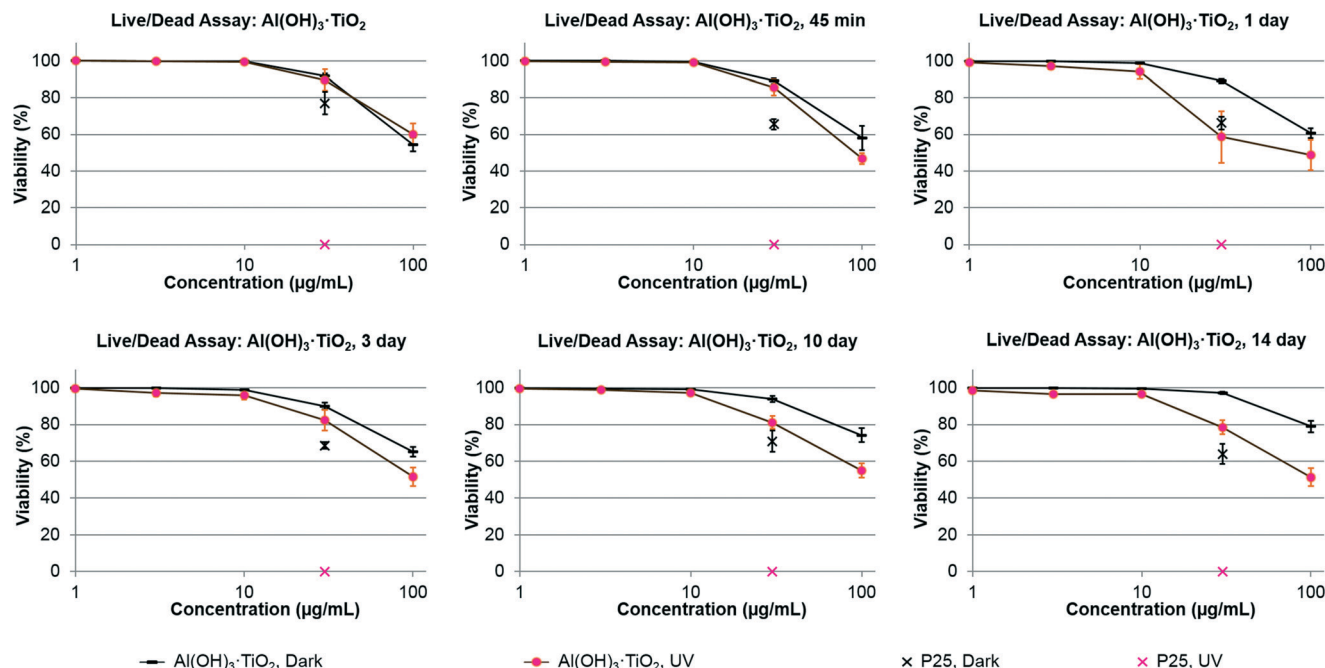 Live/Dead Assay: Al(OH)₃·TiO₂
Viability (%)
100
80
60
40
20
0
1
10
100
Concentration (µg/mL)
Live/Dead Assay: Al(OH)₃·TiO₂, 45 min
Viability (%)
100
80
60
40
20
0
1
10
100
Concentration (µg/mL)
Live/Dead Assay: Al(OH)₃·TiO₂, 1 day
Viability (%)
100
80
60
40
20
0
1
10
100
Concentration (µg/mL)
Live/Dead Assay: Al(OH)₃·TiO₂, 3 day
Viability (%)
100
80
60
40
20
0
1
10
100
Concentration (µg/mL)
Live/Dead Assay: Al(OH)₃·TiO₂, 10 day
Viability (%)
100
80
60
40
20
0
1
10
100
Concentration (µg/mL)
Live/Dead Assay: Al(OH)₃·TiO₂, 14 day
Viability (%)
100
80
60
40
20
0
1
10
100
Concentration (µg/mL)
Al(OH)₃·TiO₂, Dark
Al(OH)₃·TiO₂, UV
P25, Dark
P25, UV